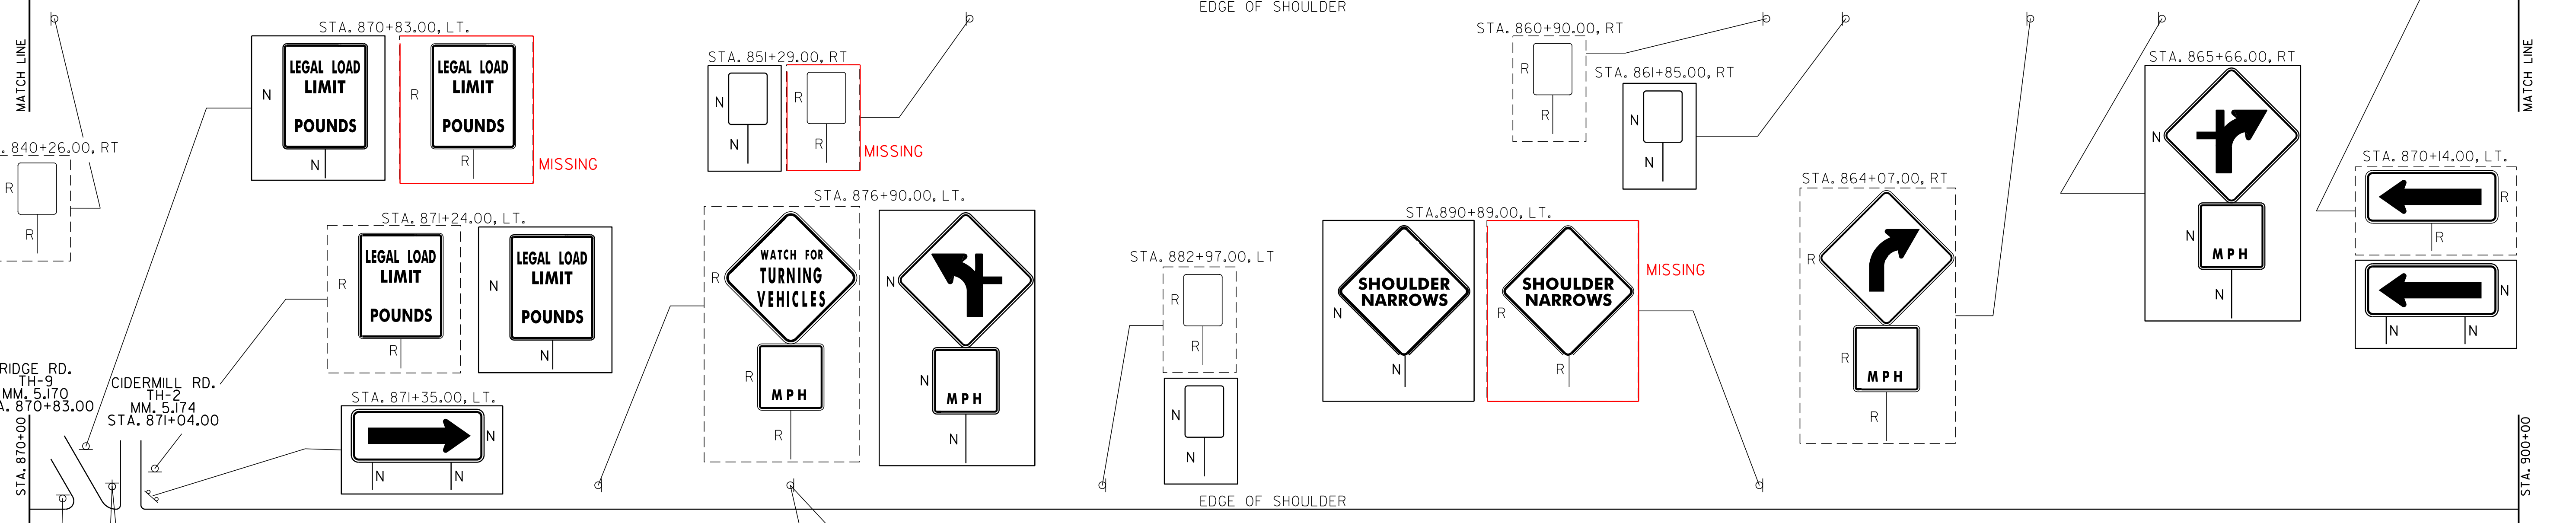 EDGE OF SHOULDER
MATCH LINE
. 840+26.00, RT
R
R
STA. 870+83.00, LT.
N
LEGAL LOAD
LIMIT
POUNDS
N
R
LEGAL LOAD
LIMIT
POUNDS
R
MISSING
STA. 851+29.00, RT
N
N
R
R
MISSING
STA. 860+90.00, RT
R
R
STA. 861+85.00, RT
N
N
STA. 865+66.00, RT
N
N
MPH
N
MATCH LINE
STA. 870+14.00, LT.
R
R
N
N
N
STA. 864+07.00, RT
R
R
MPH
R
STA. 871+24.00, LT.
R
LEGAL LOAD
LIMIT
POUNDS
R
N
LEGAL LOAD
LIMIT
POUNDS
N
STA. 876+90.00, LT.
R
WATCH FOR
TURNING
VEHICLES
R
MPH
R
N
N
MPH
N
STA. 882+97.00, LT
R
R
N
N
STA.890+89.00, LT.
N
SHOULDER
NARROWS
N
R
SHOULDER
NARROWS
R
MISSING
RIDGE RD.
TH-9
MM. 5.170
A. 870+83.00
CIDERMILL RD.
TH-2
MM. 5.174
STA. 871+04.00
STA. 871+35.00, LT.
N
N
N
STA. 870+00
EDGE OF SHOULDER
STA. 900+00